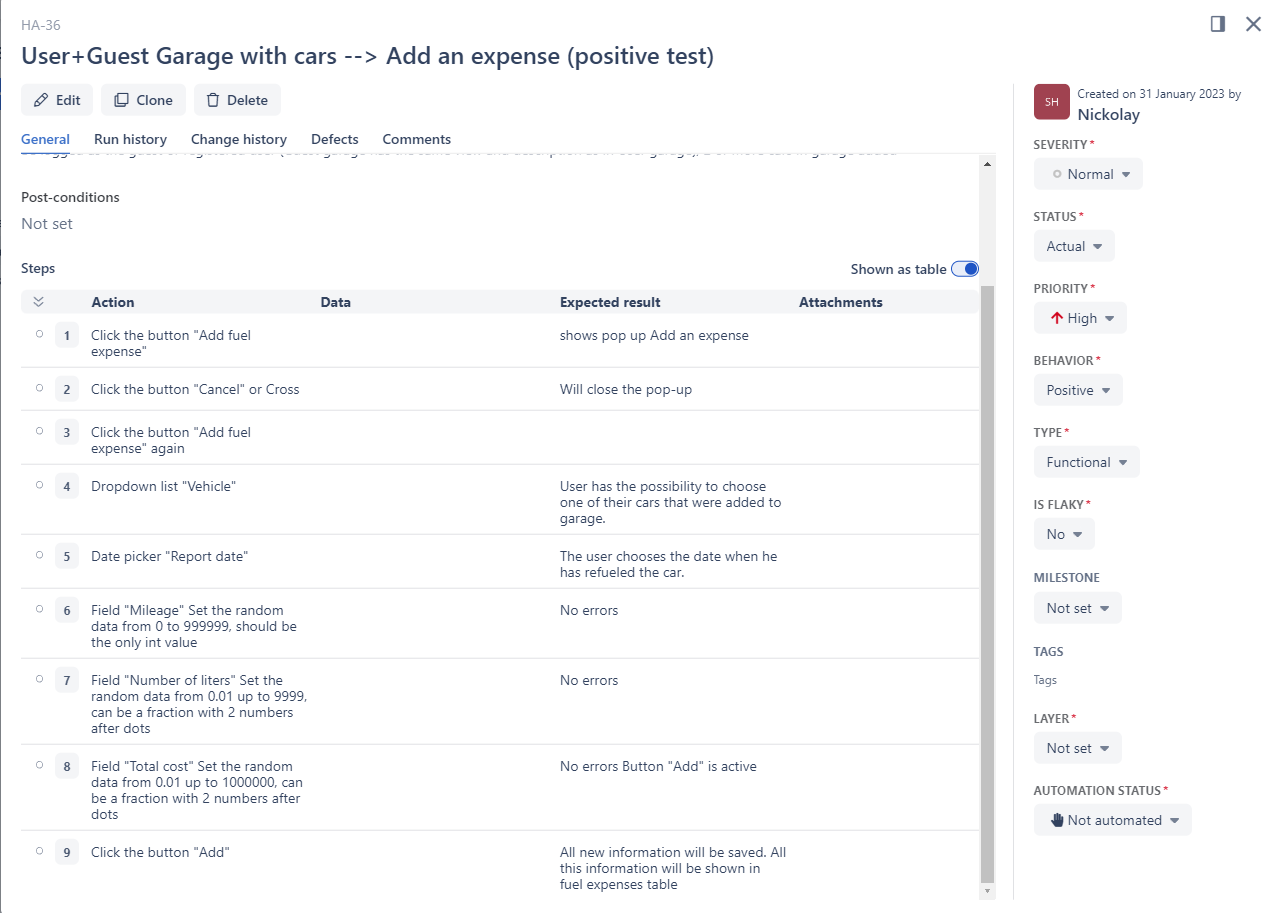 HA-36
User+Guest Garage with cars --> Add an expense (positive test)
Edit
Clone
Delete
General
Run history
Change history
Defects
Comments
Post-conditions
Not set
Steps
Shown as table
Action
Data
Expected result
Attachments
1
Click the button "Add fuel
expense"
shows pop up Add an expense
2
Click the button "Cancel" or Cross
Will close the pop-up
3
Click the button "Add fuel
expense" again
4
Dropdown list "Vehicle"
User has the possibility to choose
one of their cars that were added to
garage.
5
Date picker "Report date"
The user chooses the date when he
has refueled the car.
6
Field "Mileage" Set the random
data from 0 to 999999, should be
the only int value
No errors
7
Field "Number of liters" Set the
random data from 0.01 up to 9999,
can be a fraction with 2 numbers
after dots
No errors
8
Field "Total cost" Set the random
data from 0.01 up to 1000000, can
be a fraction with 2 numbers after
dots
No errors Button "Add" is active
9
Click the button "Add"
All new information will be saved. All
this information will be shown in
fuel expenses table
SH
Created on 31 January 2023 by
Nickolay
SEVERITY*
Normal
STATUS*
Actual
PRIORITY*
High
BEHAVIOR*
Positive
TYPE*
Functional
IS FLAKY*
No
MILESTONE
Not set
TAGS
Tags
LAYER*
Not set
AUTOMATION STATUS*
Not automated